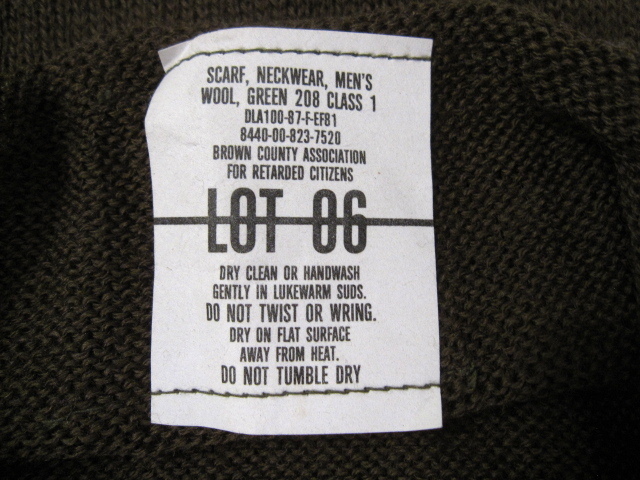 SCARF, NECKWEAR, MEN'S
WOOL, GREEN 208 CLASS 1
DLA100-87-F-EF81
8440-00-823-7520
BROWN COUNTY ASSOCIATION
FOR RETARDED CITIZENS
LOT 06
DRY CLEAN OR HANDWASH
GENTLY IN LUKEWARM SUDS.
DO NOT TWIST OR WRING.
DRY ON FLAT SURFACE
AWAY FROM HEAT.
DO NOT TUMBLE DRY